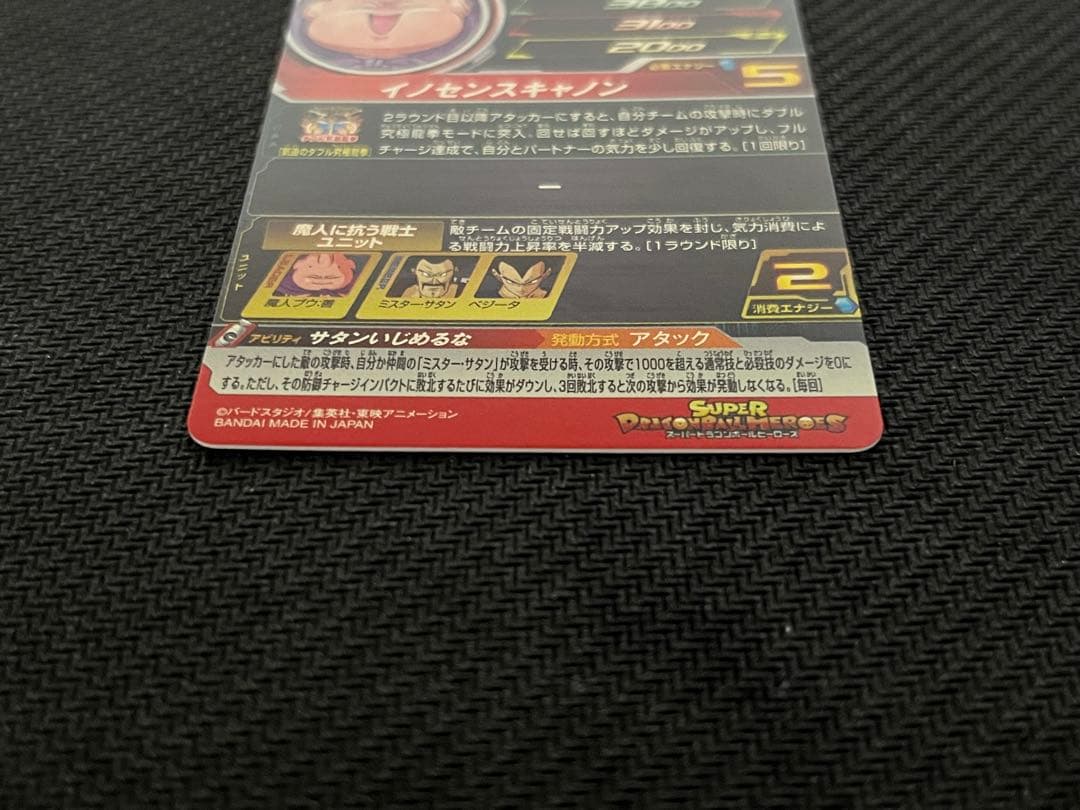 3800
3100
2000
必要エナジー 5
イノセンスキャノン
2ラウンド目以降アタッカーにすると、自分チームの攻撃時にダブル
究極龍拳モードに突入。回せば回すほどダメージがアップし、フル
チャージ達成で、自分とパートナーの気力を少し回復する。[1回限り]
ー
ユニット
魔人に抗う戦士
ユニット
敵チームの固定戦闘力アップ効果を封じ、気力消費によ
る戦闘力上昇率を半減する。[1ラウンド限り]
魔人ブウ:善
ミスター・サタン
ベジータ
2
消費エナジー
アビリティ サタンいじめるな 発動方式 アタック
アタッカーにした敵の攻撃時、自分か仲間の「ミスター・サタン」が攻撃を受ける時、その攻撃で1000を超える通常技と必殺技のダメージを0に
する。ただし、その防御チャージインパクトに敗北するたびに効果がダウンし、3回敗北すると次の攻撃から効果が発動しなくなる。[毎回]
©バードスタジオ/集英社・東映アニメーション
BANDAI MADE IN JAPAN
SUPER
DRAGONBALL HEROES
スーパードラゴンボールヒーローズ